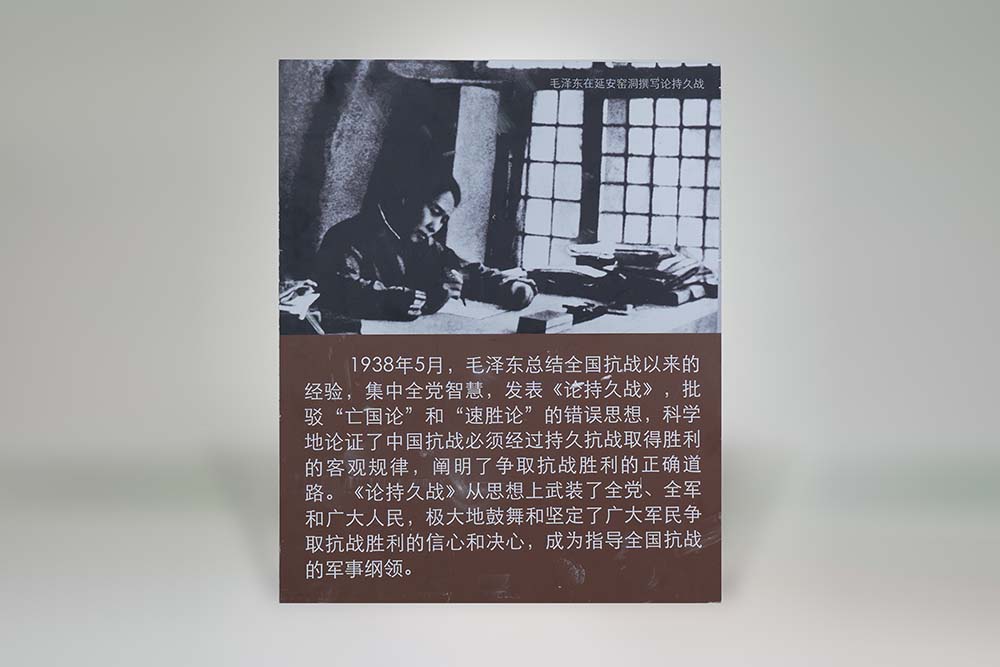 毛泽东在延安窑洞撰写论持久战
1938年5月，毛泽东总结全国抗战以来的
经验，集中全党智慧，发表《论持久战》，批
驳“亡国论”和“速胜论”的错误思想，科学
地论证了中国抗战必须经过持久抗战取得胜利
的客观规律，阐明了争取抗战胜利的正确道
路。《论持久战》从思想上武装了全党、全军
和广大人民，极大地鼓舞和坚定了广大军民争
取抗战胜利的信心和决心，成为指导全国抗战
的军事纲领。